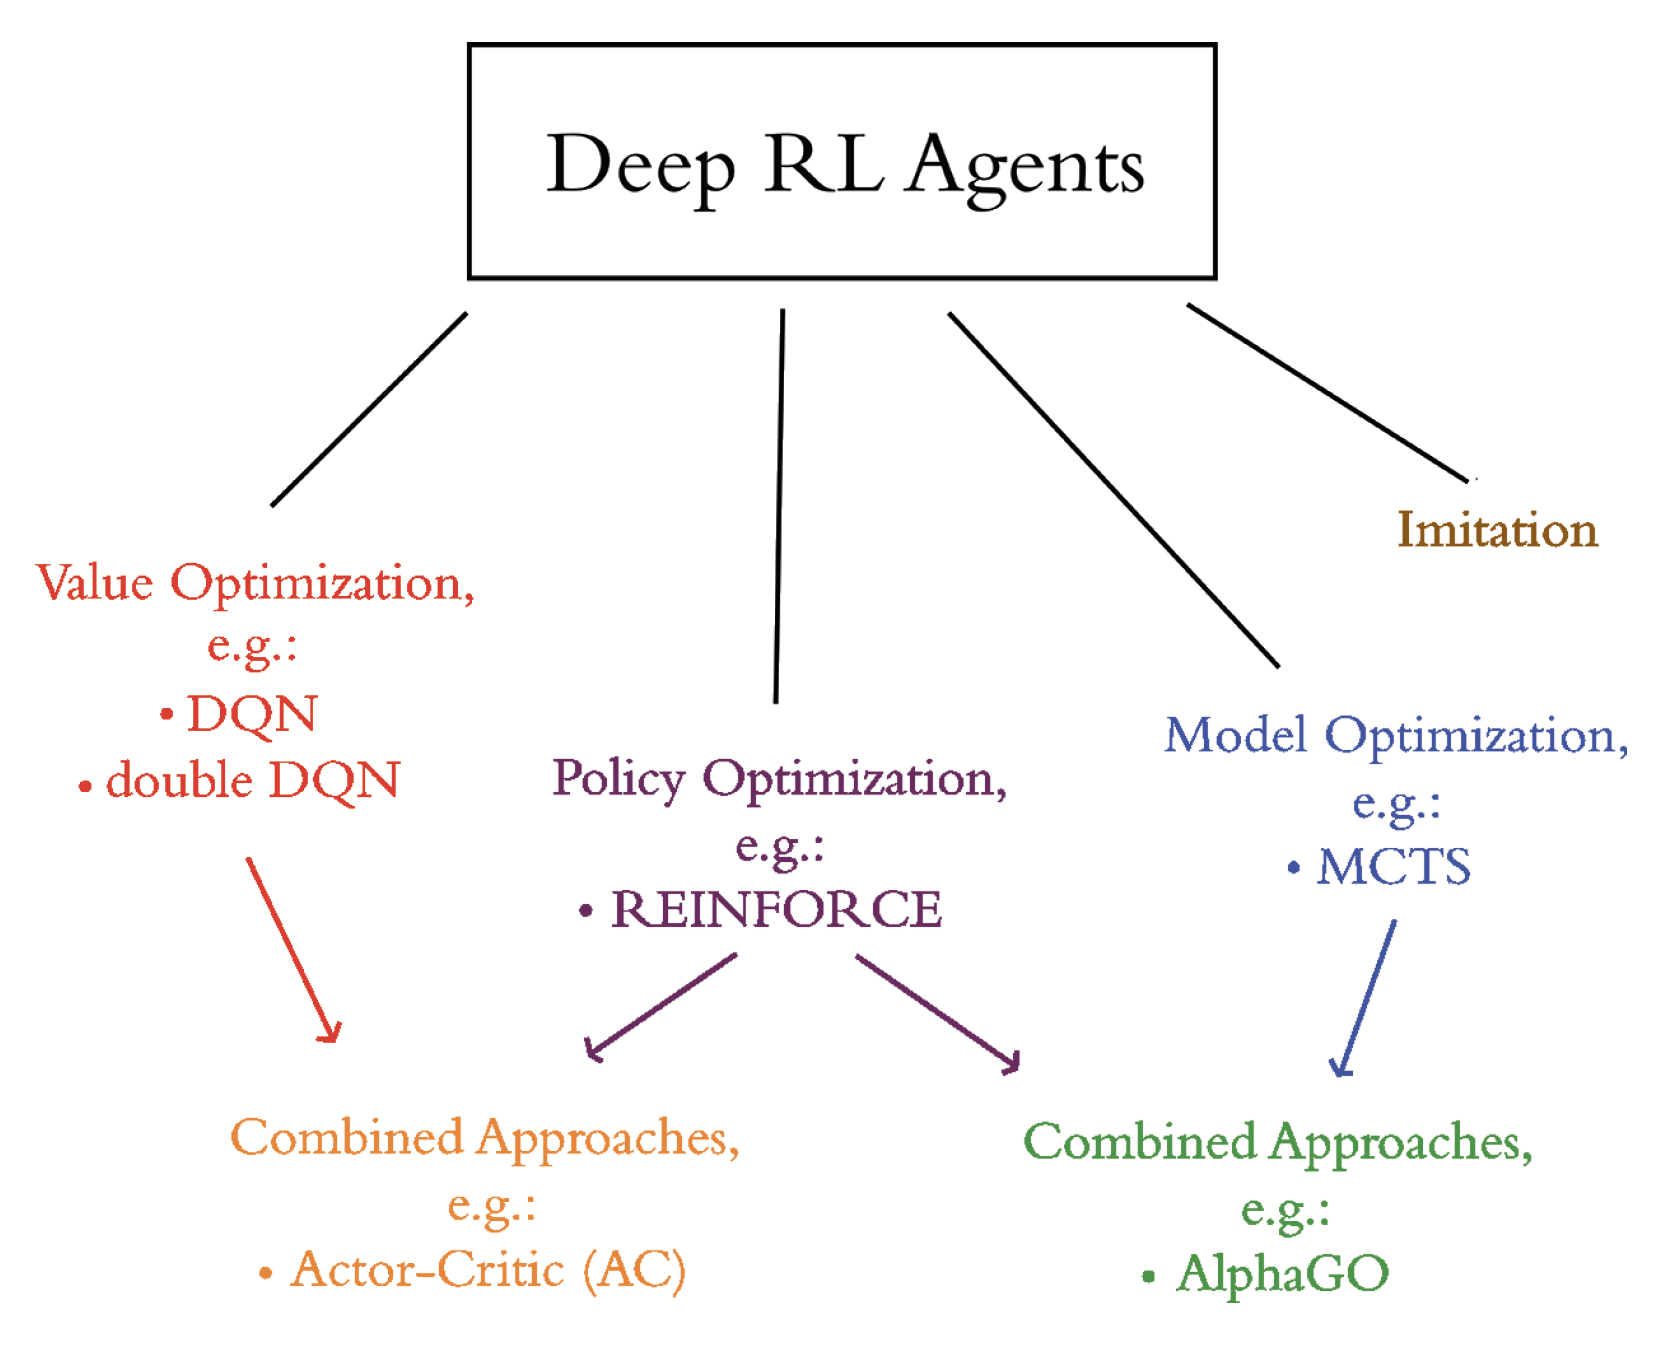 Deep RL Agents
Imitation
Value Optimization,
e.g.:
• DQN
• double DQN
Policy Optimization,
e.g.:
• REINFORCE
Model Optimization,
e.g.:
• MCTS
Combined Approaches,
e.g.:
• Actor-Critic (AC)
Combined Approaches,
e.g.:
• AlphaGO